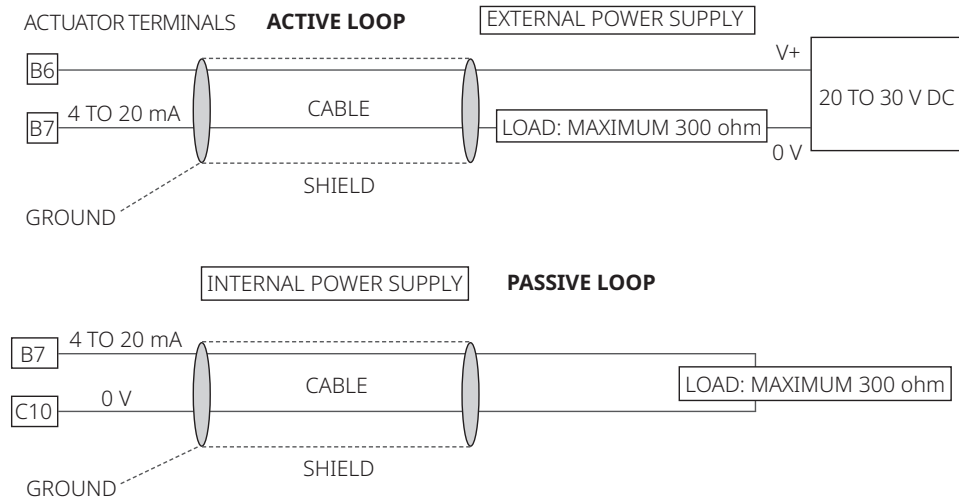 ACTUATOR TERMINALS
ACTIVE LOOP
EXTERNAL POWER SUPPLY
V+
B6
20 TO 30 V DC
4 TO 20 mA
CABLE
B7
LOAD: MAXIMUM 300 ohm
0 V
SHIELD
GROUND
INTERNAL POWER SUPPLY
PASSIVE LOOP
4 TO 20 mA
B7
CABLE
LOAD: MAXIMUM 300 ohm
0 V
C10
SHIELD
GROUND